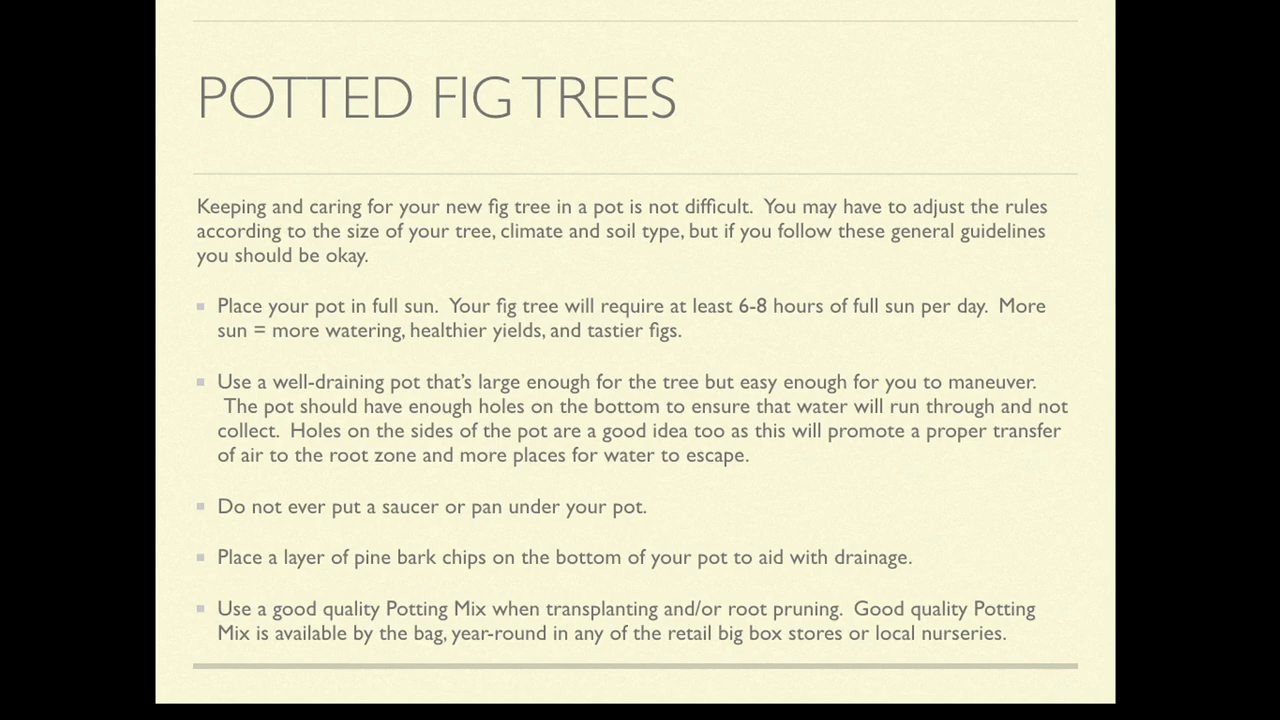 POTTED FIG TREES
Keeping and caring for your new fig tree in a pot is not difficult.  You may have to adjust the rules
according to the size of your tree, climate and soil type, but if you follow these general guidelines
you should be okay.
Place your pot in full sun.  Your fig tree will require at least 6-8 hours of full sun per day.  More
sun = more watering, healthier yields, and tastier figs.
Use a well-draining pot that’s large enough for the tree but easy enough for you to maneuver.
The pot should have enough holes on the bottom to ensure that water will run through and not
collect.  Holes on the sides of the pot are a good idea too as this will promote a proper transfer
of air to the root zone and more places for water to escape.
Do not ever put a saucer or pan under your pot.
Place a layer of pine bark chips on the bottom of your pot to aid with drainage.
Use a good quality Potting Mix when transplanting and/or root pruning.  Good quality Potting
Mix is available by the bag, year-round in any of the retail big box stores or local nurseries.